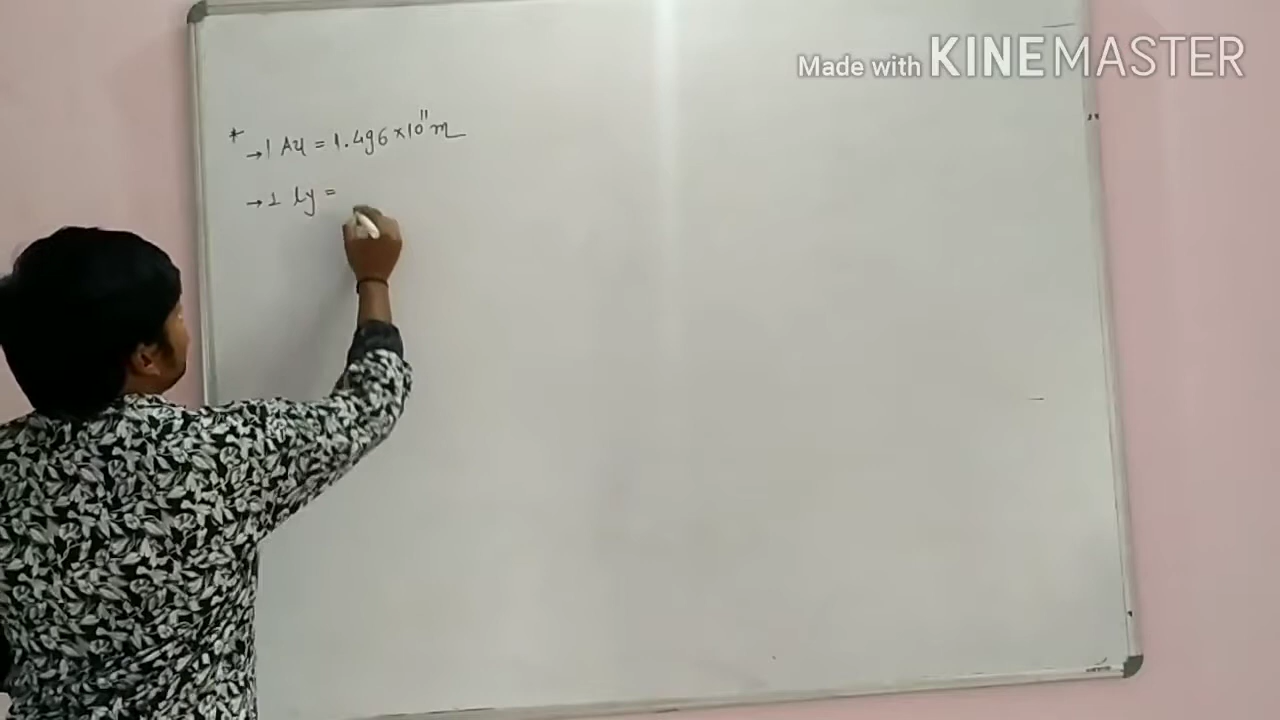 Made with KINEMASTER
* → 1 AU = 1.496 × 10¹¹ m
→ 1 ly =